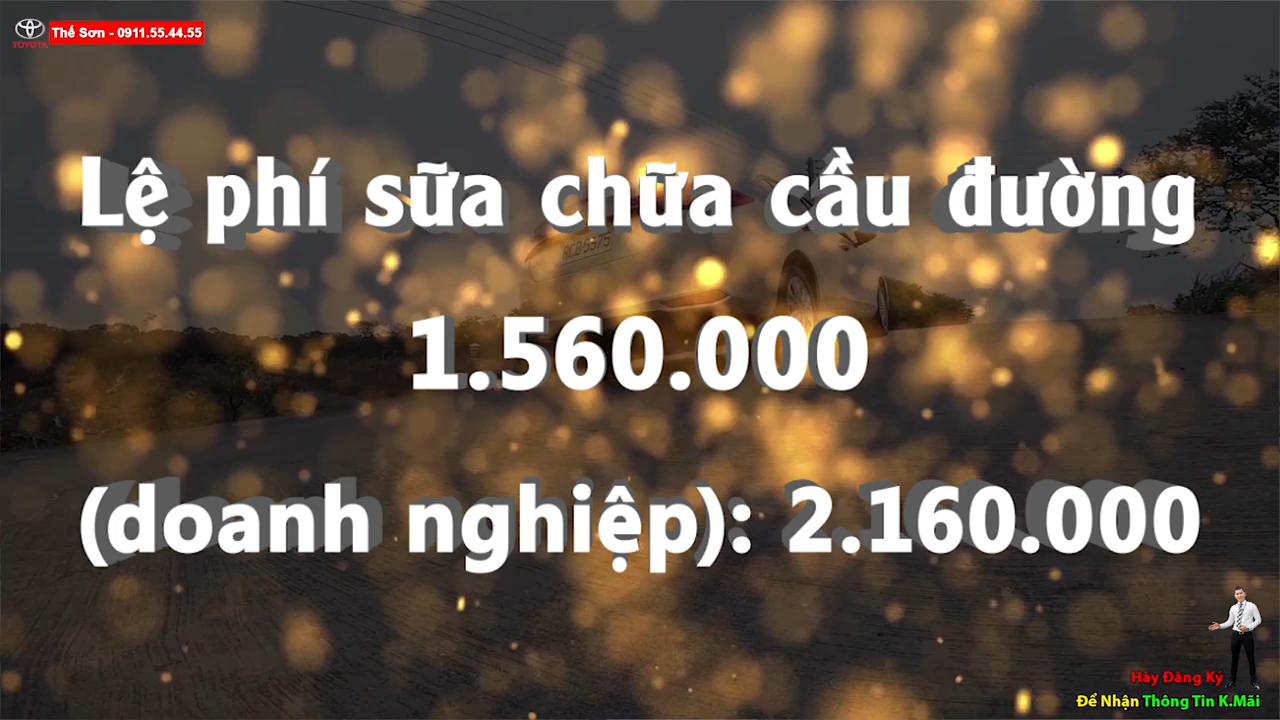 TOYOTA
Thế Sơn - 0911.55.44.55
Lệ phí sữa chữa cầu đường
1.560.000
(doanh nghiệp): 2.160.000
Hãy Đăng Ký
Để Nhận Thông Tin K.Mãi